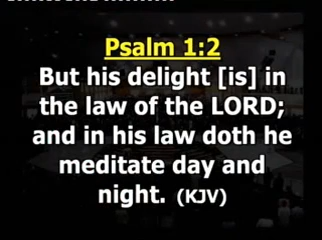 Psalm 1:2
But his delight [is] in
the law of the LORD;
and in his law doth he
meditate day and
night. (KJV)